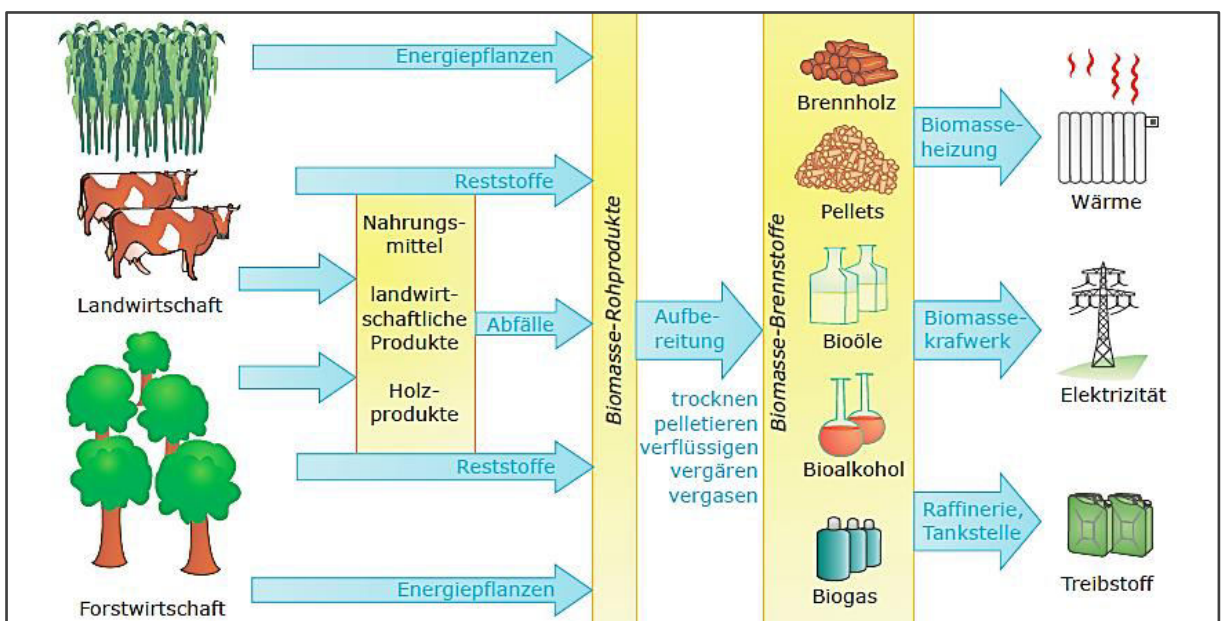 Energiepflanzen
Reststoffe
Landwirtschaft
Nahrungs-
mittel
landwirt-
schaftliche
Produkte
Holz-
produkte
Abfälle
Reststoffe
Energiepflanzen
Forstwirtschaft
Biomasse-Rohprodukte
Aufbe-
reitung
trocknen
pelletieren
verflüssigen
vergären
vergasen
Biomasse-Brennstoffe
Brennholz
Pellets
Bioöle
Bioalkohol
Biogas
Biomasse-
heizung
Wärme
Biomasse-
krafwerk
Elektrizität
Raffinerie,
Tankstelle
Treibstoff